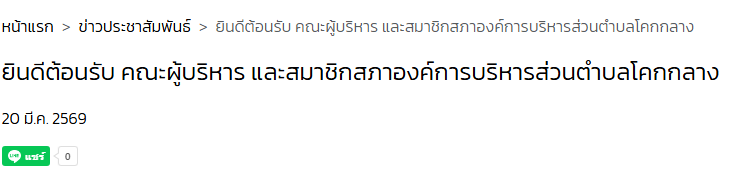 หน้าแรก > ข่าวประชาสัมพันธ์ > ยินดีต้อนรับ คณะผู้บริหาร และสมาชิกสภาองค์การบริหารส่วนตำบลโคกกลาง
ยินดีต้อนรับ คณะผู้บริหาร และสมาชิกสภาองค์การบริหารส่วนตำบลโคกกลาง
20 มี.ค. 2569
LINE แชร์ 0